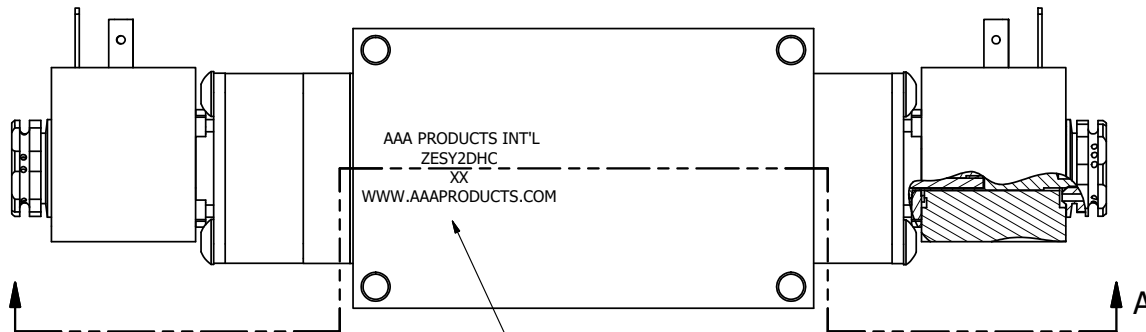 AAA PRODUCTS INT'L
ZESY2DHC
XX
WWW.AAAPRODUCTS.COM
A